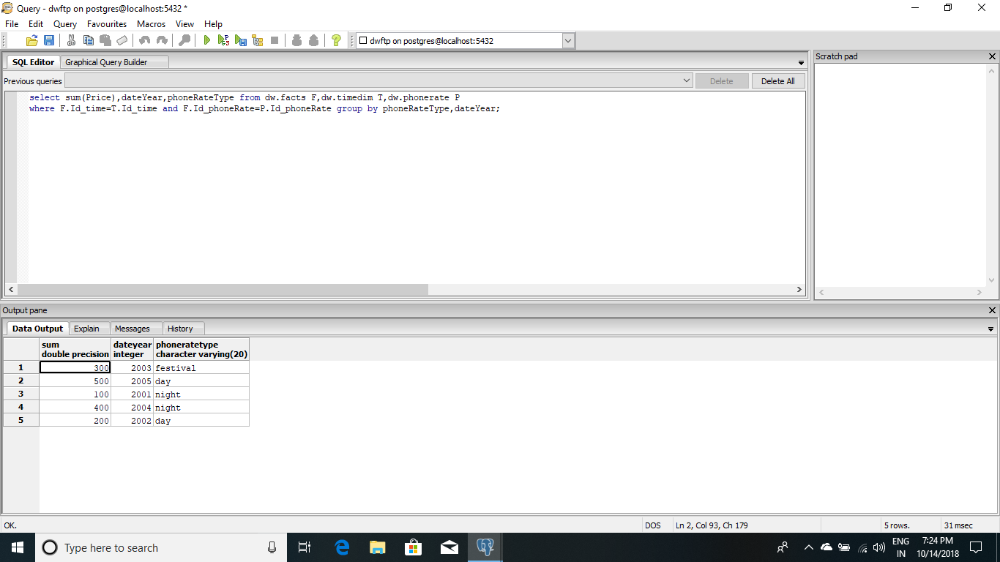 Query - dwftp on postgres@localhost:5432 *
File Edit Query Favourites Macros View Help
dwftp on postgres@localhost:5432
SQL Editor Graphical Query Builder
Scratch pad
Previous queries Delete Delete All
select sum(Price),dateYear,phoneRateType from dw.facts F,dw.timedim T,dw.phonerate P
where F.Id_time=T.Id_time and F.Id_phoneRate=P.Id_phoneRate group by phoneRateType,dateYear;
Output pane
Data Output Explain Messages History
sum dateyear phoneratetype
double precision integer character varying(20)
1 300 2003 festival
2 500 2005 day
3 100 2001 night
4 400 2004 night
5 200 2002 day
OK. DOS Ln 2, Col 93, Ch 179 5 rows. 31 msec
Type here to search
ENG 7:24 PM
IN 10/14/2018